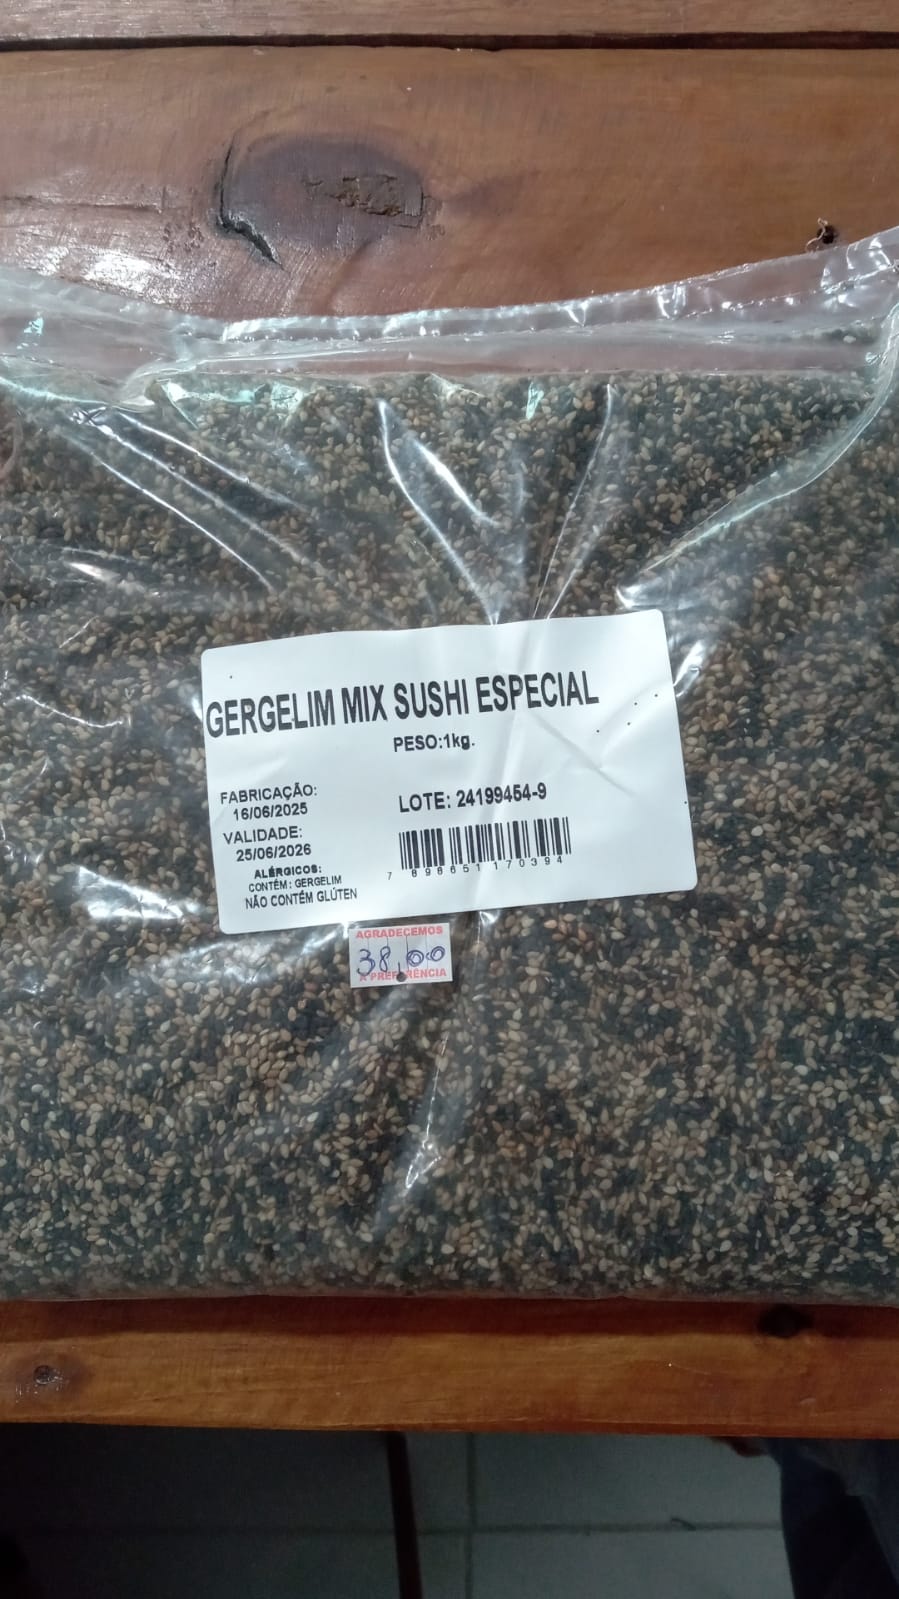 GERGELIM MIX SUSHI ESPECIAL
PESO:1kg.
FABRICAÇÃO:
16/06/2025
LOTE: 24199454-9
VALIDADE:
25/06/2026
ALÉRGICOS:
CONTÉM : GERGELIM
NÃO CONTÉM GLÚTEN
7 898651 170394
AGRADECEMOS
38,00
A PREFERÊNCIA